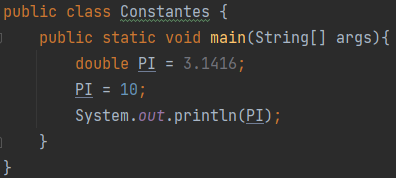 public class Constantes {
    public static void main(String[] args){
        double PI = 3.1416;
        PI = 10;
        System.out.println(PI);
    }
}